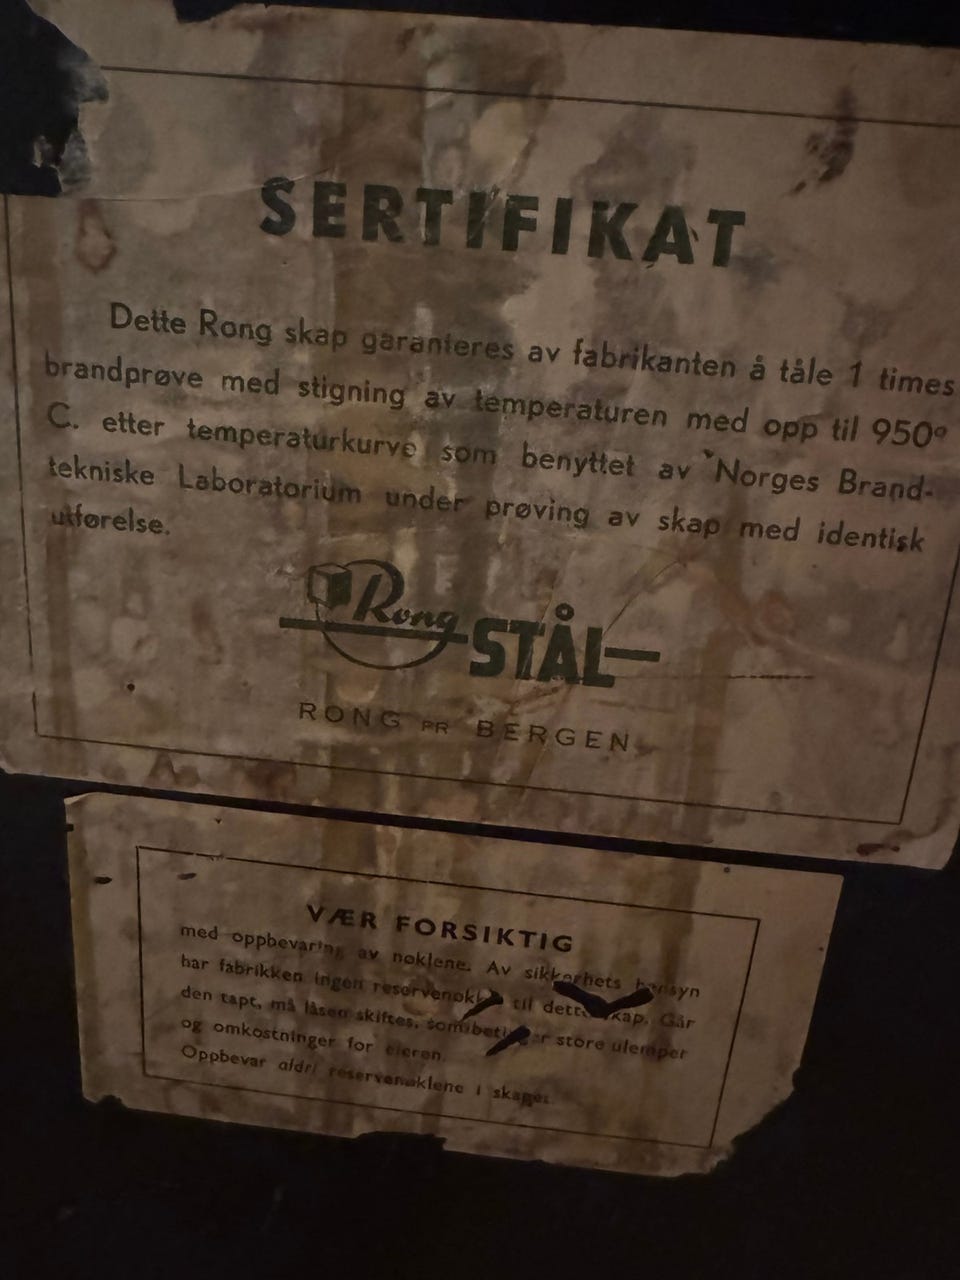 SERTIFIKAT
Dette Rong skap garanteres av fabrikanten å tåle 1 times
brandprøve med stigning av temperaturen med opp til 950°
C. etter temperaturkurve som benyttet av Norges Brand-
tekniske Laboratorium under prøving av skap med identisk
utførelse.
Rong
STÅL
RONG PR BERGEN
VÆR FORSIKTIG
med oppbevaring av nøklene. Av sikkerhets hensyn
har fabrikken ingen reservenøkler til dette skap. Går
den tapt, må låsen skiftes, som betinger store ulemper
og omkostninger for eieren.
Oppbevar aldri reservenøklene i skapet